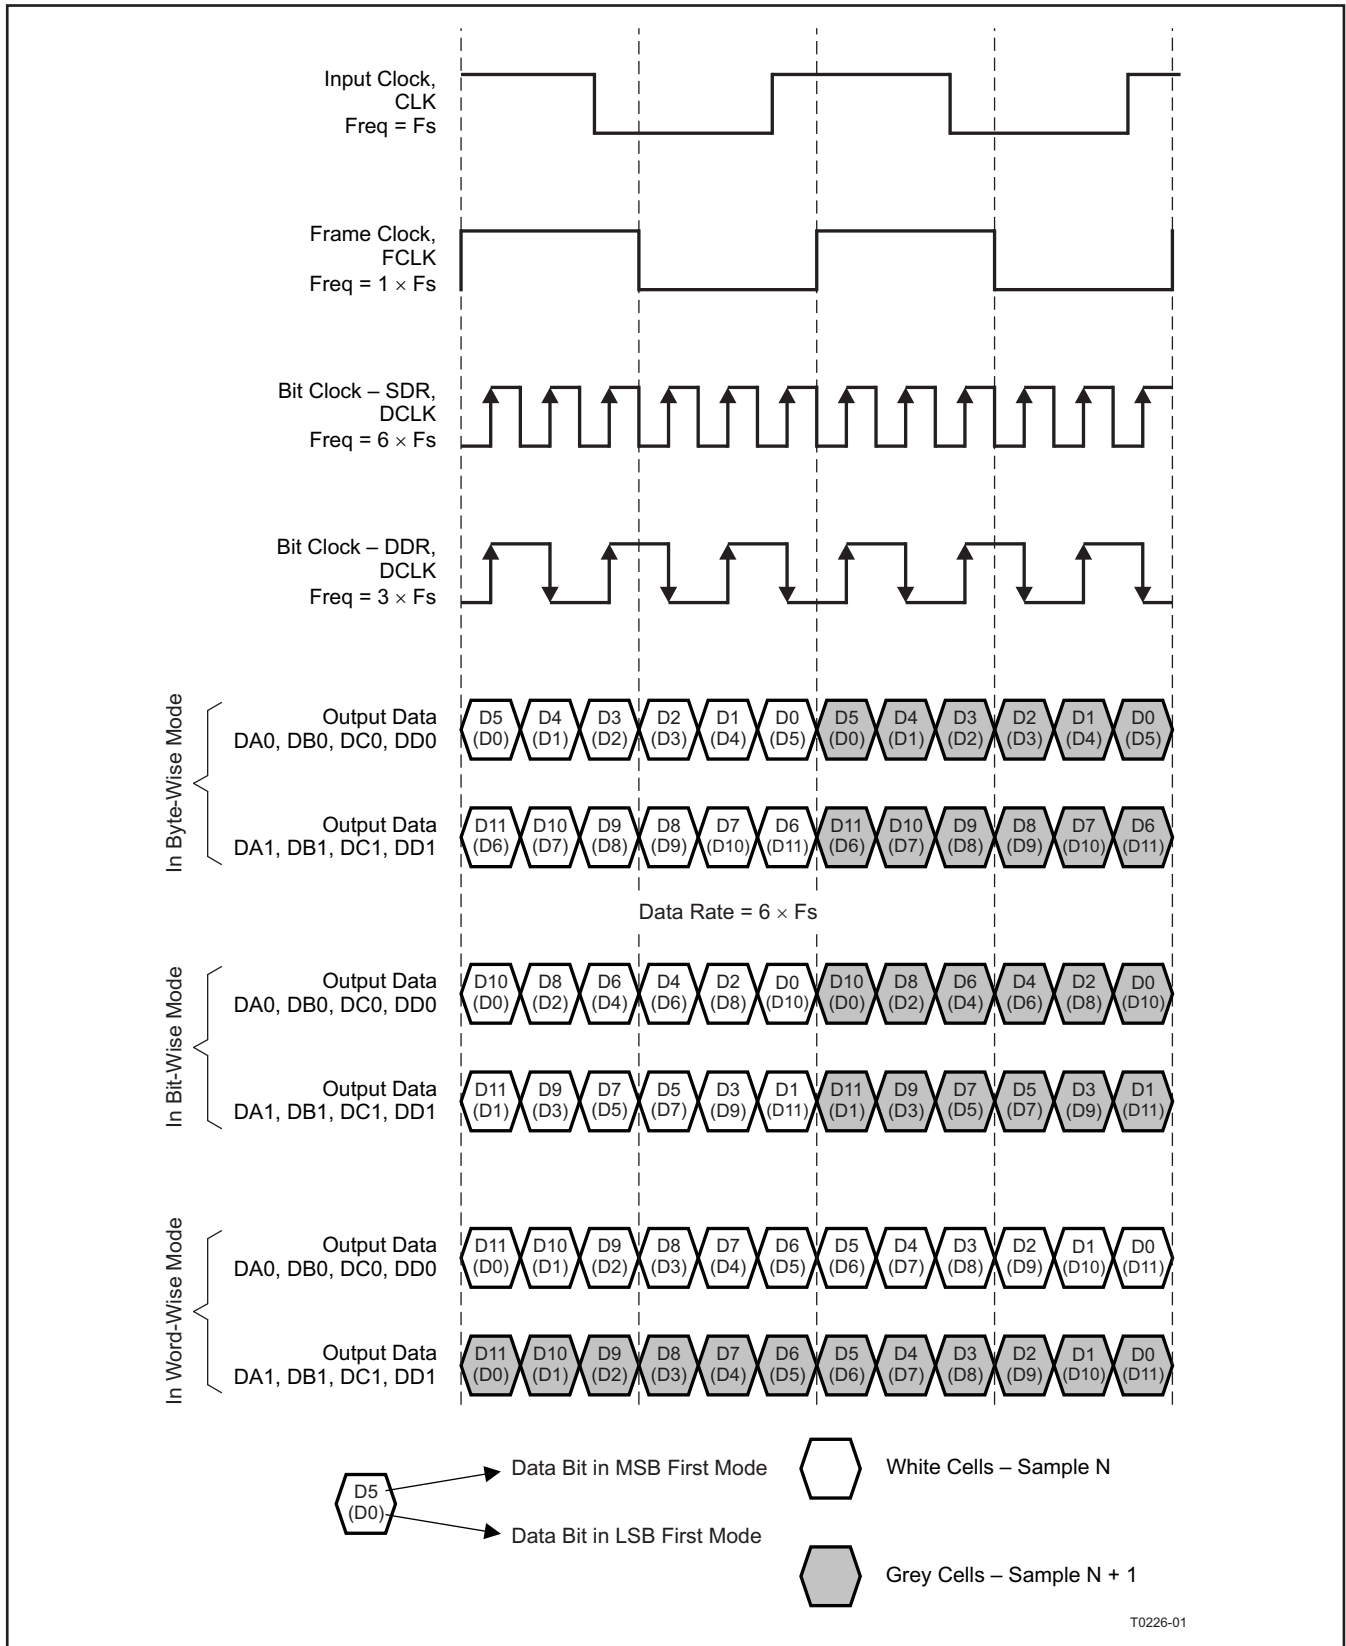 Input Clock,
CLK
Freq = Fs
Frame Clock,
FCLK
Freq = 1 × Fs
Bit Clock – SDR,
DCLK
Freq = 6 × Fs
Bit Clock – DDR,
DCLK
Freq = 3 × Fs
In Byte-Wise Mode
Output Data
DA0, DB0, DC0, DD0
D5 D4 D3 D2 D1 D0 D5 D4 D3 D2 D1 D0
(D0) (D1) (D2) (D3) (D4) (D5) (D0) (D1) (D2) (D3) (D4) (D5)
Output Data
DA1, DB1, DC1, DD1
D11 D10 D9 D8 D7 D6 D11 D10 D9 D8 D7 D6
(D6) (D7) (D8) (D9) (D10) (D11) (D6) (D7) (D8) (D9) (D10) (D11)
Data Rate = 6 × Fs
In Bit-Wise Mode
Output Data
DA0, DB0, DC0, DD0
D10 D8 D6 D4 D2 D0 D10 D8 D6 D4 D2 D0
(D0) (D2) (D4) (D6) (D8) (D10) (D0) (D2) (D4) (D6) (D8) (D10)
Output Data
DA1, DB1, DC1, DD1
D11 D9 D7 D5 D3 D1 D11 D9 D7 D5 D3 D1
(D1) (D3) (D5) (D7) (D9) (D11) (D1) (D3) (D5) (D7) (D9) (D11)
In Word-Wise Mode
Output Data
DA0, DB0, DC0, DD0
D11 D10 D9 D8 D7 D6 D5 D4 D3 D2 D1 D0
(D0) (D1) (D2) (D3) (D4) (D5) (D6) (D7) (D8) (D9) (D10) (D11)
Output Data
DA1, DB1, DC1, DD1
D11 D10 D9 D8 D7 D6 D5 D4 D3 D2 D1 D0
(D0) (D1) (D2) (D3) (D4) (D5) (D6) (D7) (D8) (D9) (D10) (D11)
D5
(D0)
Data Bit in MSB First Mode
Data Bit in LSB First Mode
White Cells – Sample N
Grey Cells – Sample N + 1
T0226-01